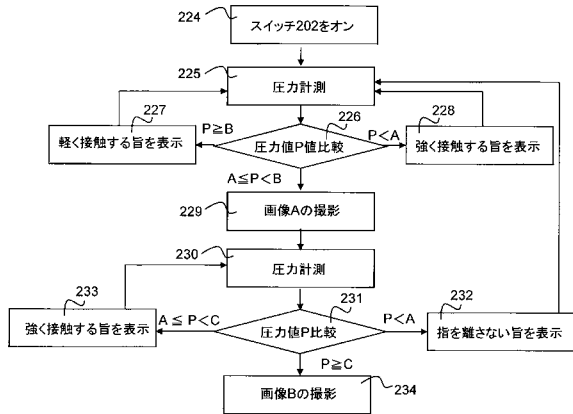 224
スイッチ202をオン
225
圧力計測
227
226
228
P≧B
P<A
軽く接触する旨を表示
圧力値P値比較
強く接触する旨を表示
A≦P<B
229
画像Aの撮影
230
圧力計測
233
231
232
A≦P<C
P<A
強く接触する旨を表示
圧力値P比較
指を離さない旨を表示
P≧C
画像Bの撮影
234